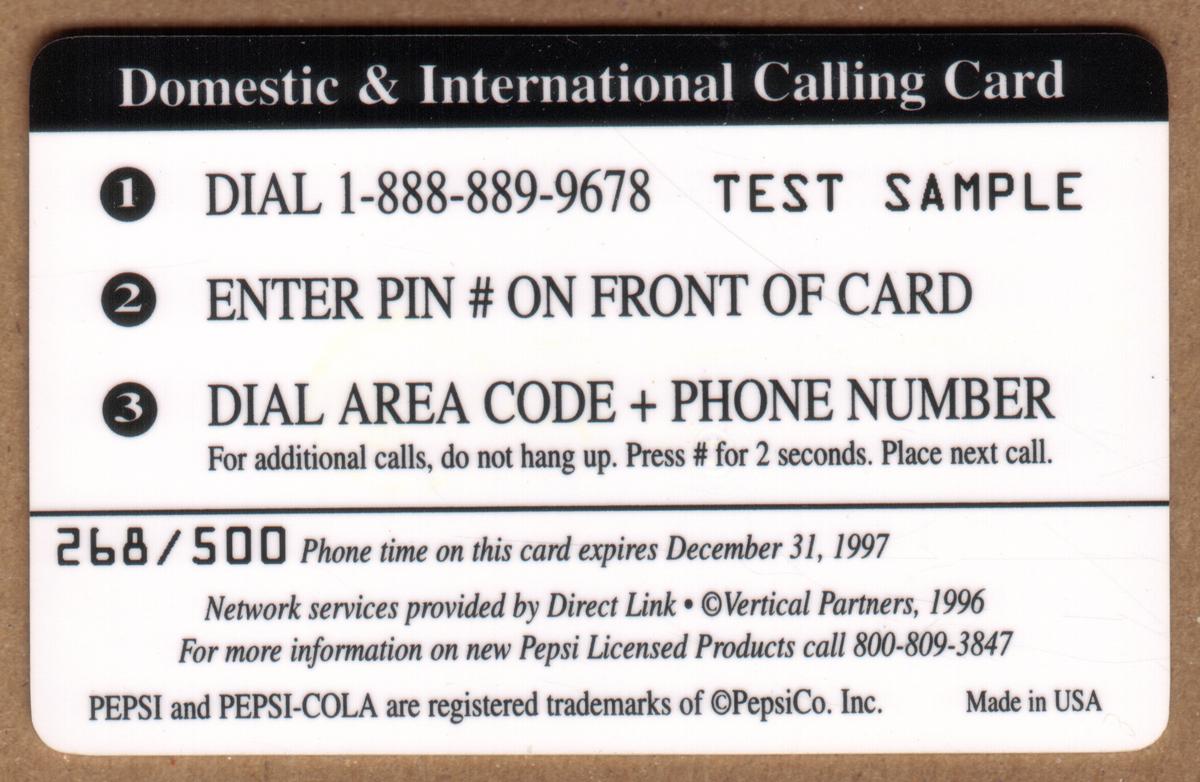 Domestic & International Calling Card
1 DIAL 1-888-889-9678 TEST SAMPLE
2 ENTER PIN # ON FRONT OF CARD
3 DIAL AREA CODE + PHONE NUMBER
For additional calls, do not hang up. Press # for 2 seconds. Place next call.
268/500 Phone time on this card expires December 31, 1997
Network services provided by Direct Link • ©Vertical Partners, 1996
For more information on new Pepsi Licensed Products call 800-809-3847
PEPSI and PEPSI-COLA are registered trademarks of ©PepsiCo. Inc. Made in USA